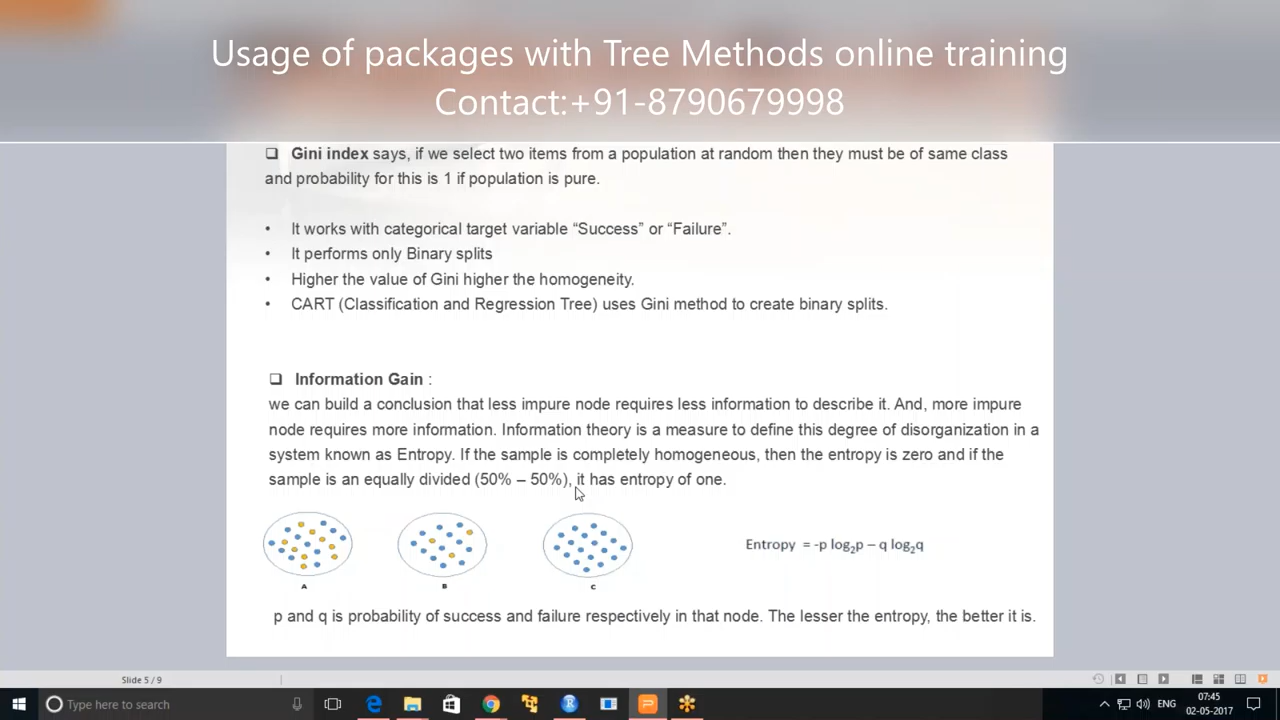 Usage of packages with Tree Methods online training
Contact:+91-8790679998
❑ Gini index says, if we select two items from a population at random then they must be of same class
and probability for this is 1 if population is pure.
• It works with categorical target variable “Success” or “Failure”.
• It performs only Binary splits
• Higher the value of Gini higher the homogeneity.
• CART (Classification and Regression Tree) uses Gini method to create binary splits.
❑ Information Gain :
we can build a conclusion that less impure node requires less information to describe it. And, more impure
node requires more information. Information theory is a measure to define this degree of disorganization in a
system known as Entropy. If the sample is completely homogeneous, then the entropy is zero and if the
sample is an equally divided (50% – 50%), it has entropy of one.
A B C
Entropy = -p log₂p – q log₂q
p and q is probability of success and failure respectively in that node. The lesser the entropy, the better it is.
Slide 5 / 9
Type here to search
ENG
07:45
02-05-2017